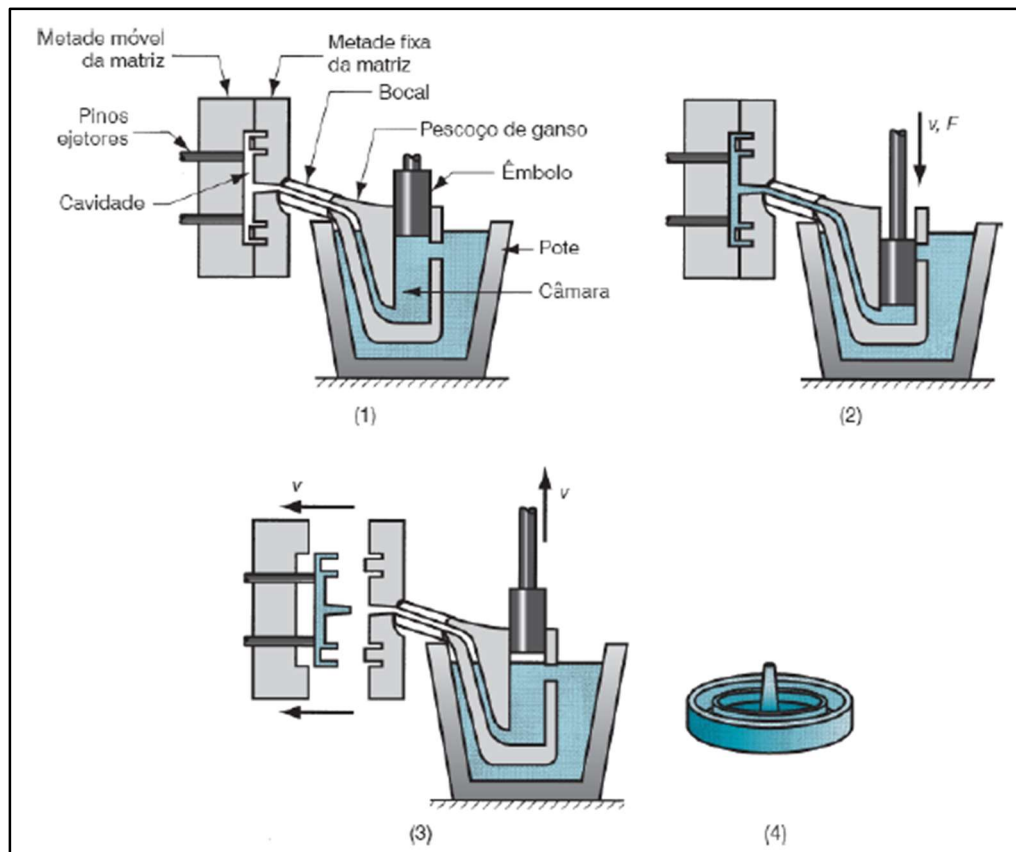 Metade móvel
da matriz
Metade fixa
da matriz
Bocal
Pinos
ejetores
Pescoço de ganso
Êmbolo
Cavidade
Pote
Câmara
(1)
v, F
(2)
v
v
(3)
(4)